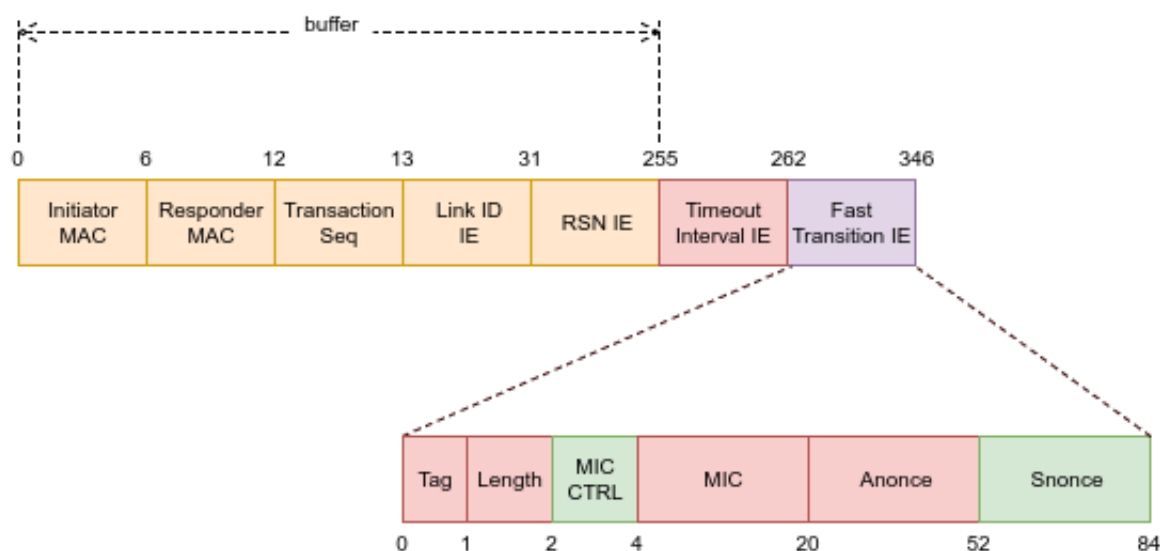 buffer
0 6 12 13 31 255 262 346
Initiator MAC
Responder MAC
Transaction Seq
Link ID IE
RSN IE
Timeout Interval IE
Fast Transition IE
Tag
Length
MIC CTRL
MIC
Anonce
Snonce
0 1 2 4 20 52 84